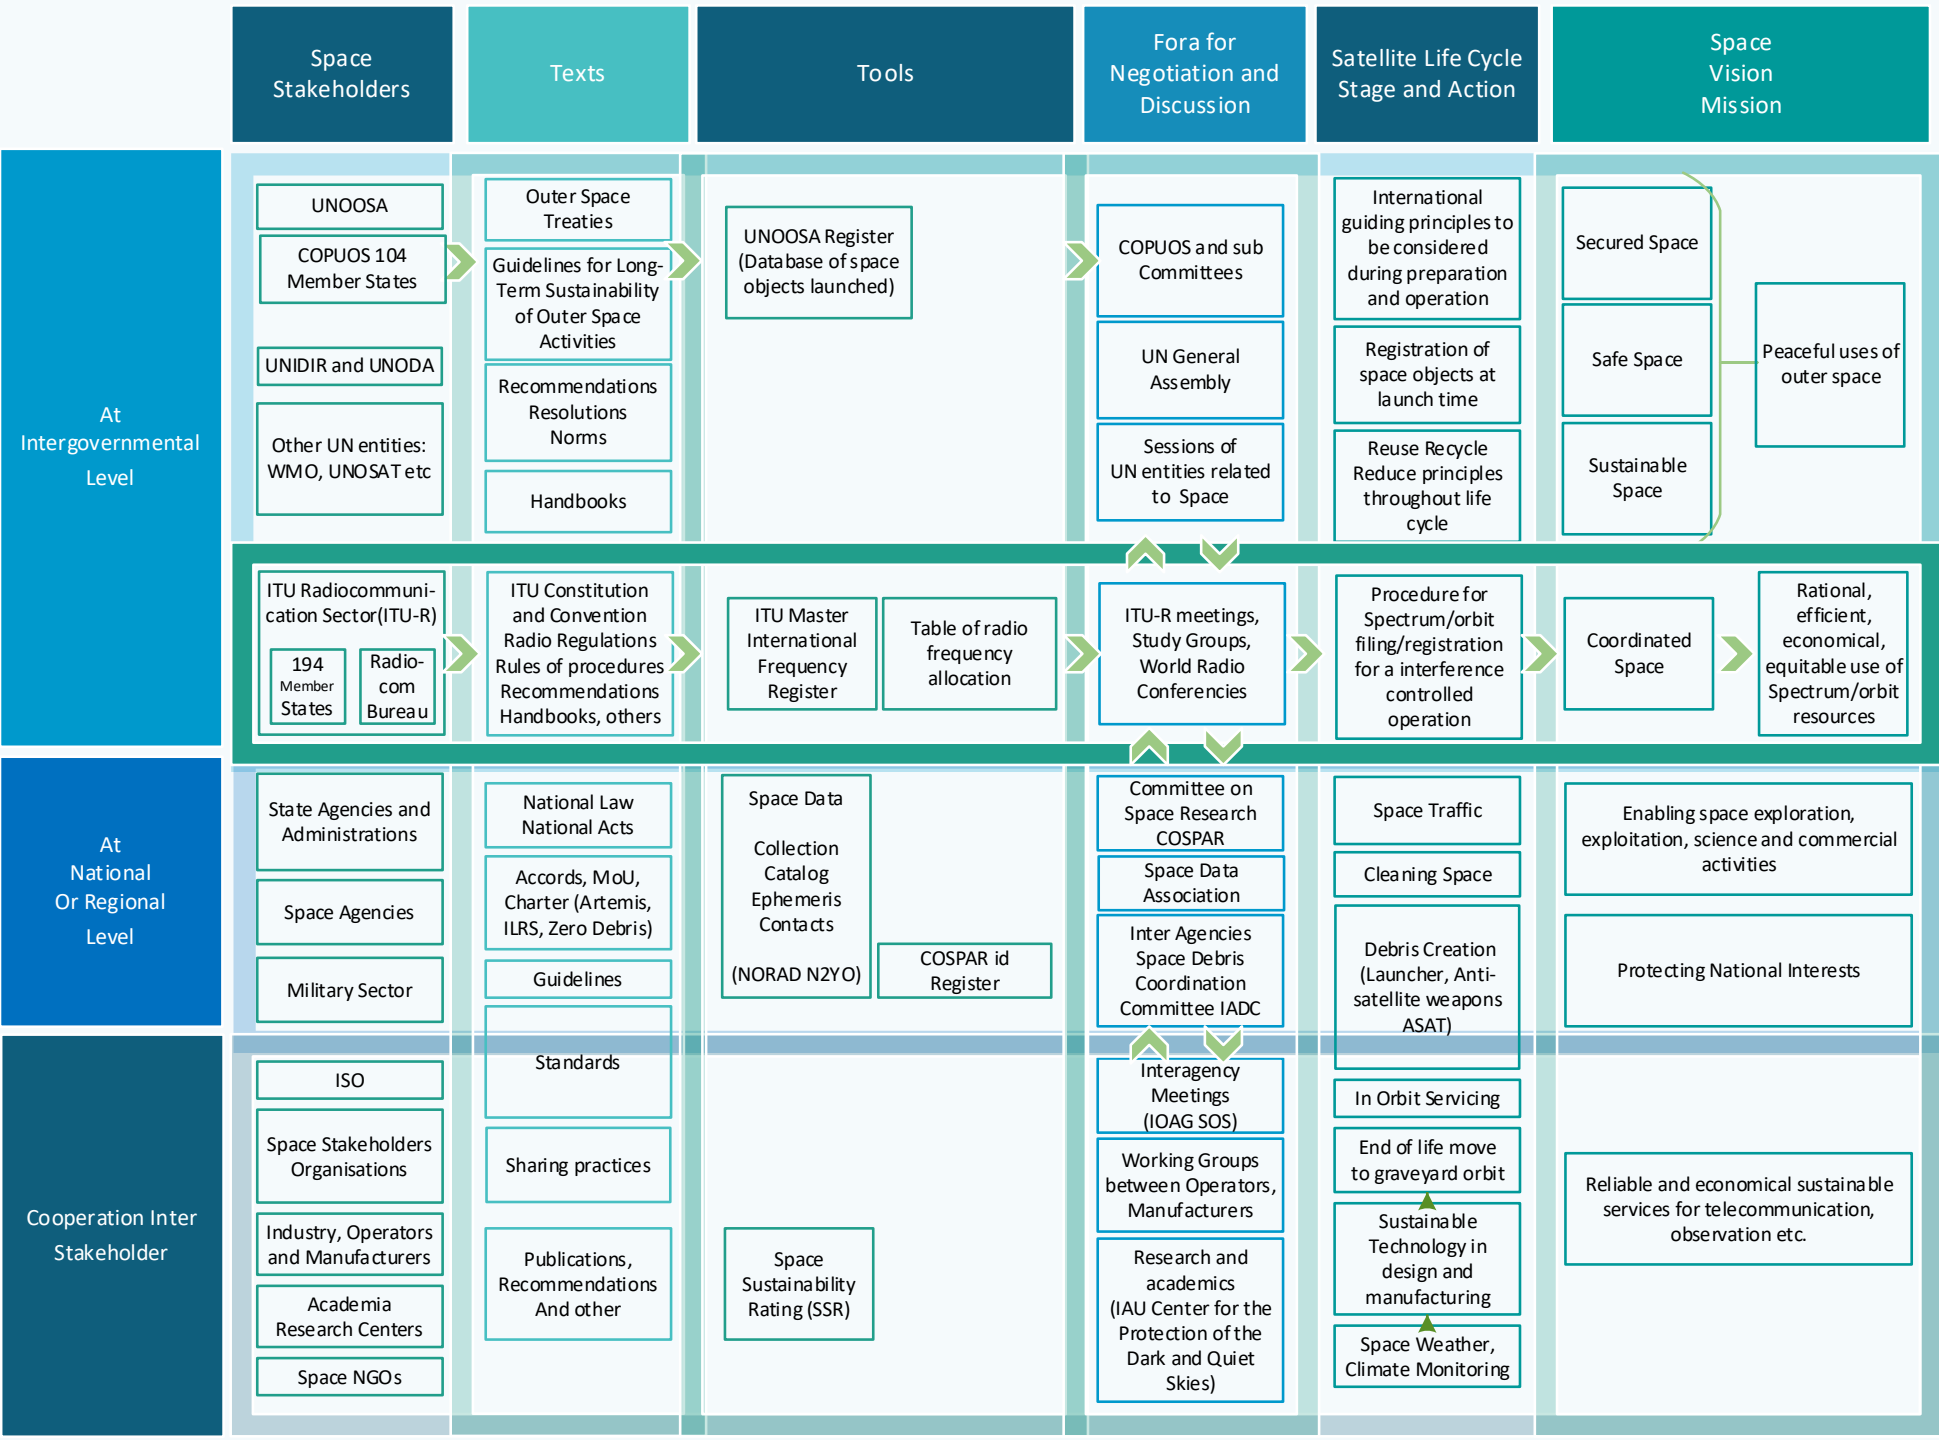 Space
Stakeholders
Texts
Tools
Fora for
Negotiation and
Discussion
Satellite Life Cycle
Stage and Action
Space
Vision
Mission
At
Intergovernmental
Level
UNOOSA
COPUOS 104
Member States
UNIDIR and UNODA
Other UN entities:
WMO, UNOSAT etc
Outer Space
Treaties
Guidelines for Long-
Term Sustainability
of Outer Space
Activities
Recommendations
Resolutions
Norms
Handbooks
UNOOSA Register
(Database of space
objects launched)
COPUOS and sub
Committees
UN General
Assembly
Sessions of
UN entities related
to Space
International
guiding principles to
be considered
during preparation
and operation
Registration of
space objects at
launch time
Reuse Recycle
Reduce principles
throughout life
cycle
Secured Space
Safe Space
Sustainable
Space
Peaceful uses of
outer space
ITU Radiocommuni-
cation Sector(ITU-R)
194
Member
States
Radio-
com
Bureau
ITU Constitution
and Convention
Radio Regulations
Rules of procedures
Recommendations
Handbooks, others
ITU Master
International
Frequency
Register
Table of radio
frequency
allocation
ITU-R meetings,
Study Groups,
World Radio
Conferencies
Procedure for
Spectrum/orbit
filing/registration
for a interference
controlled
operation
Coordinated
Space
Rational,
efficient,
economical,
equitable use of
Spectrum/orbit
resources
At
National
Or Regional
Level
State Agencies and
Administrations
Space Agencies
Military Sector
National Law
National Acts
Accords, MoU,
Charter (Artemis,
ILRS, Zero Debris)
Guidelines
Standards
Space Data
Collection
Catalog
Ephemeris
Contacts
(NORAD N2YO)
COSPAR id
Register
Committee on
Space Research
COSPAR
Space Data
Association
Inter Agencies
Space Debris
Coordination
Committee IADC
Space Traffic
Cleaning Space
Debris Creation
(Launcher, Anti-
satellite weapons
ASAT)
Enabling space exploration,
exploitation, science and commercial
activities
Protecting National Interests
Cooperation Inter
Stakeholder
ISO
Space Stakeholders
Organisations
Industry, Operators
and Manufacturers
Academia
Research Centers
Space NGOs
Sharing practices
Publications,
Recommendations
And other
Space
Sustainability
Rating (SSR)
Interagency
Meetings
(IOAG SOS)
Working Groups
between Operators,
Manufacturers
Research and
academics
(IAU Center for the
Protection of the
Dark and Quiet
Skies)
In Orbit Servicing
End of life move
to graveyard orbit
Sustainable
Technology in
design and
manufacturing
Space Weather,
Climate Monitoring
Reliable and economical sustainable
services for telecommunication,
observation etc.